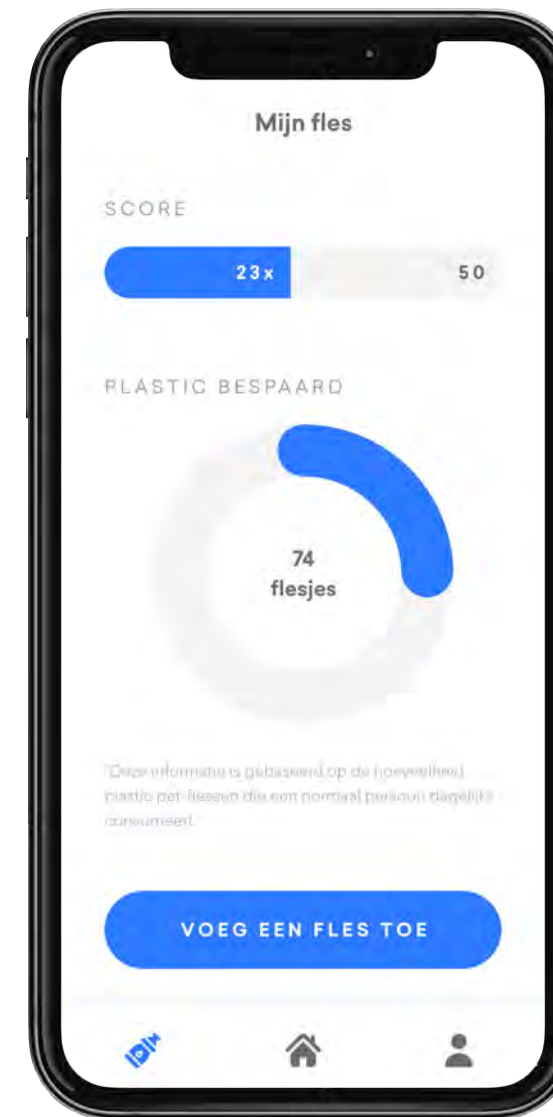 Mijn fles
SCORE
23x 50
PLASTIC BESPAARD
74
flesjes
*Deze informatie is gebaseerd op de hoeveelheid
plastic pet-flessen die een normaal persoon dagelijks
consumeert.
VOEG EEN FLES TOE